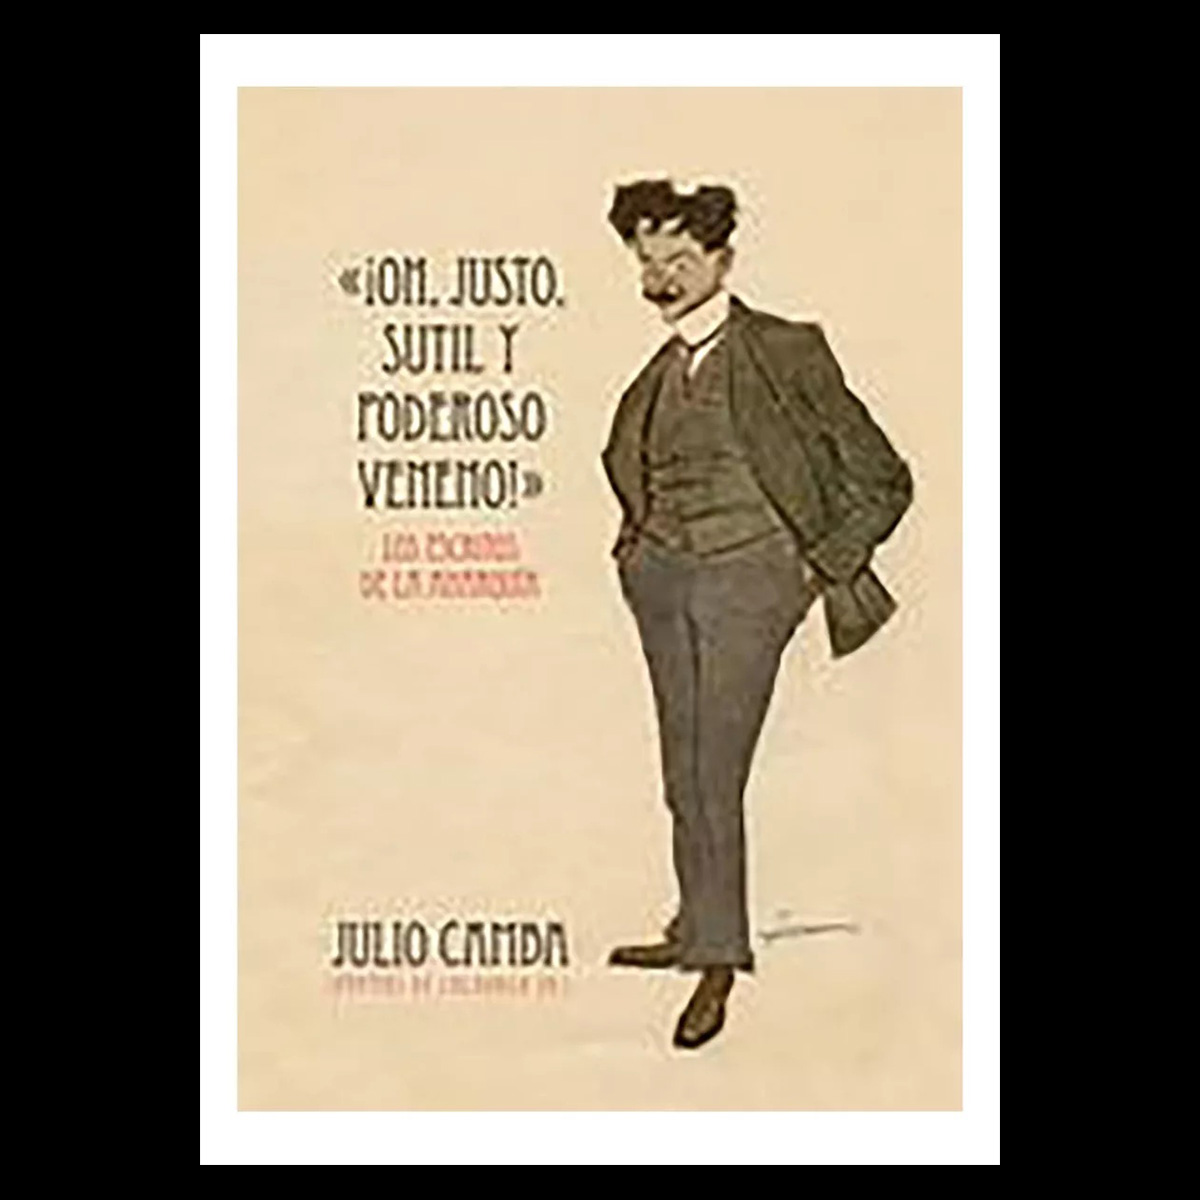 «¡OH, JUSTO,
SUTIL Y
PODEROSO
VENENO!»
LOS ESCRITOS
DE LA ANARQUÍA
JULIO CAMBA